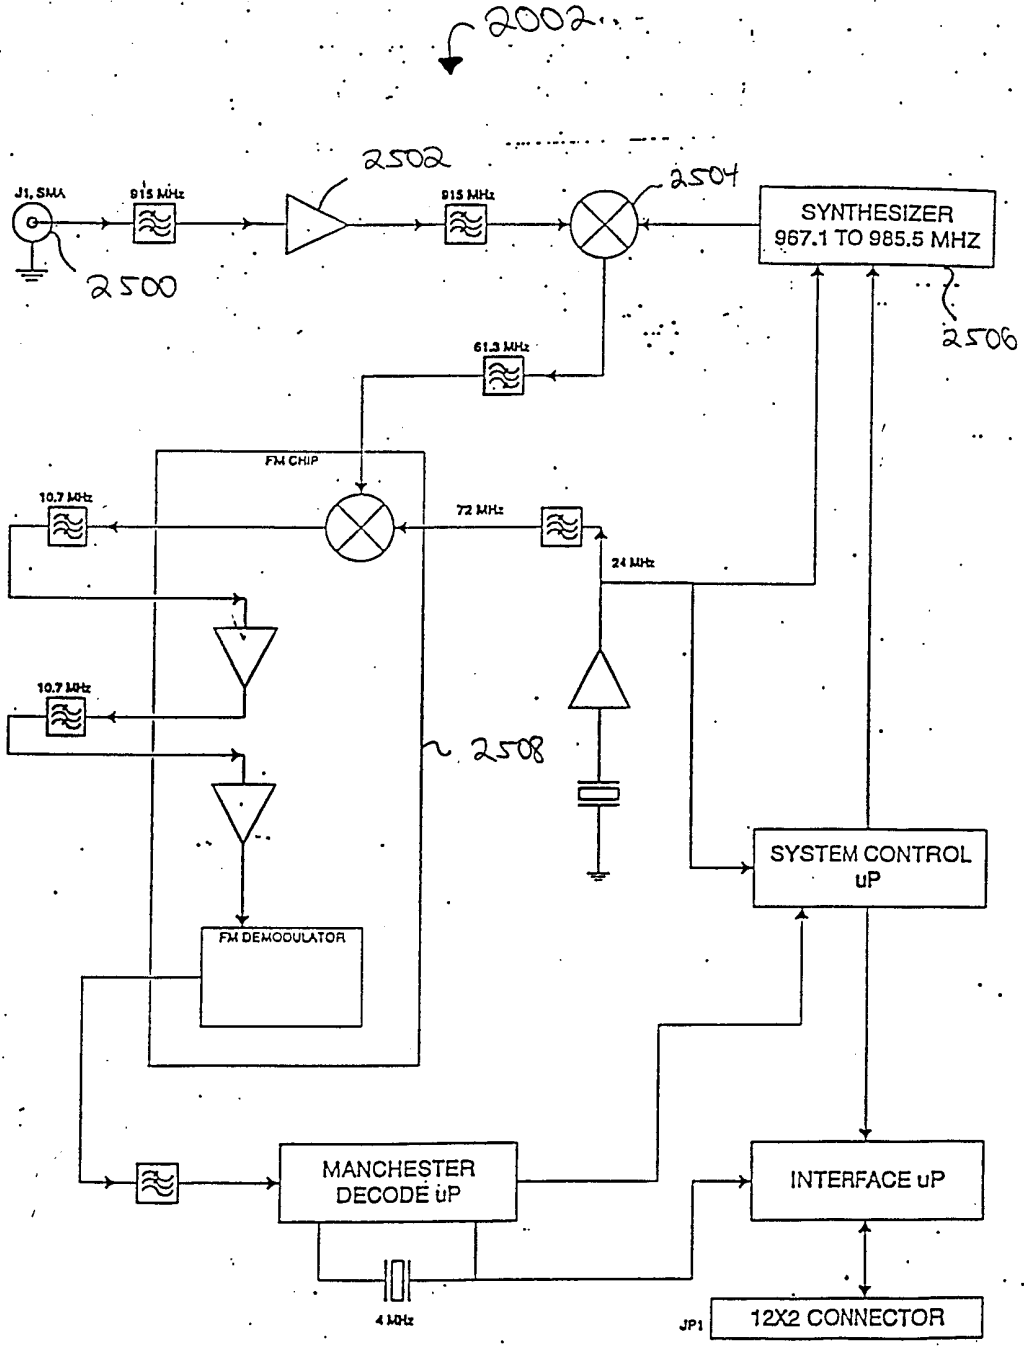 2002
2502
2504
J1, SMA
915 MHz
915 MHz
SYNTHESIZER
967.1 TO 985.5 MHZ
2500
2506
61.3 MHz
FM CHIP
10.7 MHz
72 MHz
24 MHz
10.7 MHz
2508
SYSTEM CONTROL
uP
FM DEMODULATOR
MANCHESTER
DECODE uP
INTERFACE uP
4 MHz
JP1
12X2 CONNECTOR